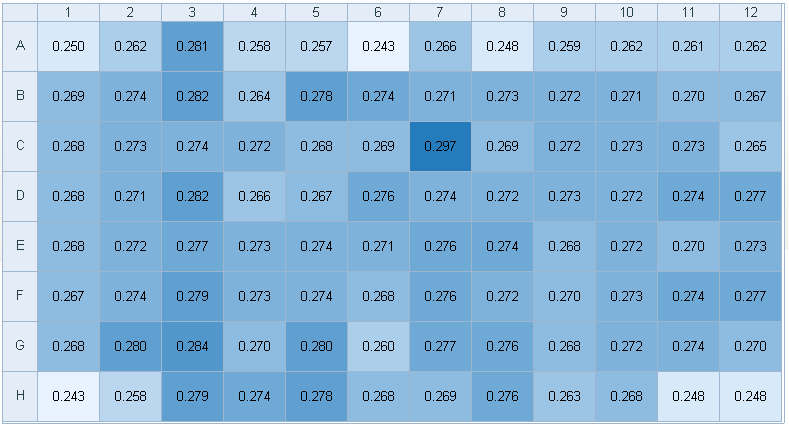 1 2 3 4 5 6 7 8 9 10 11 12
A 0.250 0.262 0.281 0.258 0.257 0.243 0.266 0.248 0.259 0.262 0.261 0.262
B 0.269 0.274 0.282 0.264 0.278 0.274 0.271 0.273 0.272 0.271 0.270 0.267
C 0.268 0.273 0.274 0.272 0.268 0.269 0.297 0.269 0.272 0.273 0.273 0.265
D 0.268 0.271 0.282 0.266 0.267 0.276 0.274 0.272 0.273 0.272 0.274 0.277
E 0.268 0.272 0.277 0.273 0.274 0.271 0.276 0.274 0.268 0.272 0.270 0.273
F 0.267 0.274 0.279 0.273 0.274 0.268 0.276 0.272 0.270 0.273 0.274 0.277
G 0.268 0.280 0.284 0.270 0.280 0.260 0.277 0.276 0.268 0.272 0.274 0.270
H 0.243 0.258 0.279 0.274 0.278 0.268 0.269 0.276 0.263 0.268 0.248 0.248